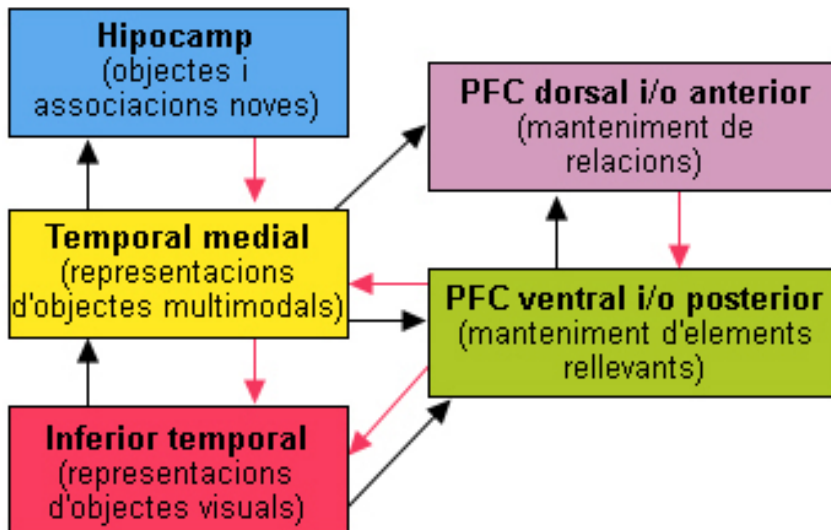 Hipocamp
(objectes i
associacions noves)
PFC dorsal i/o anterior
(manteniment de
relacions)
Temporal medial
(representacions
d'objectes multimodals)
PFC ventral i/o posterior
(manteniment d'elements
rellevants)
Inferior temporal
(representacions
d'objectes visuals)